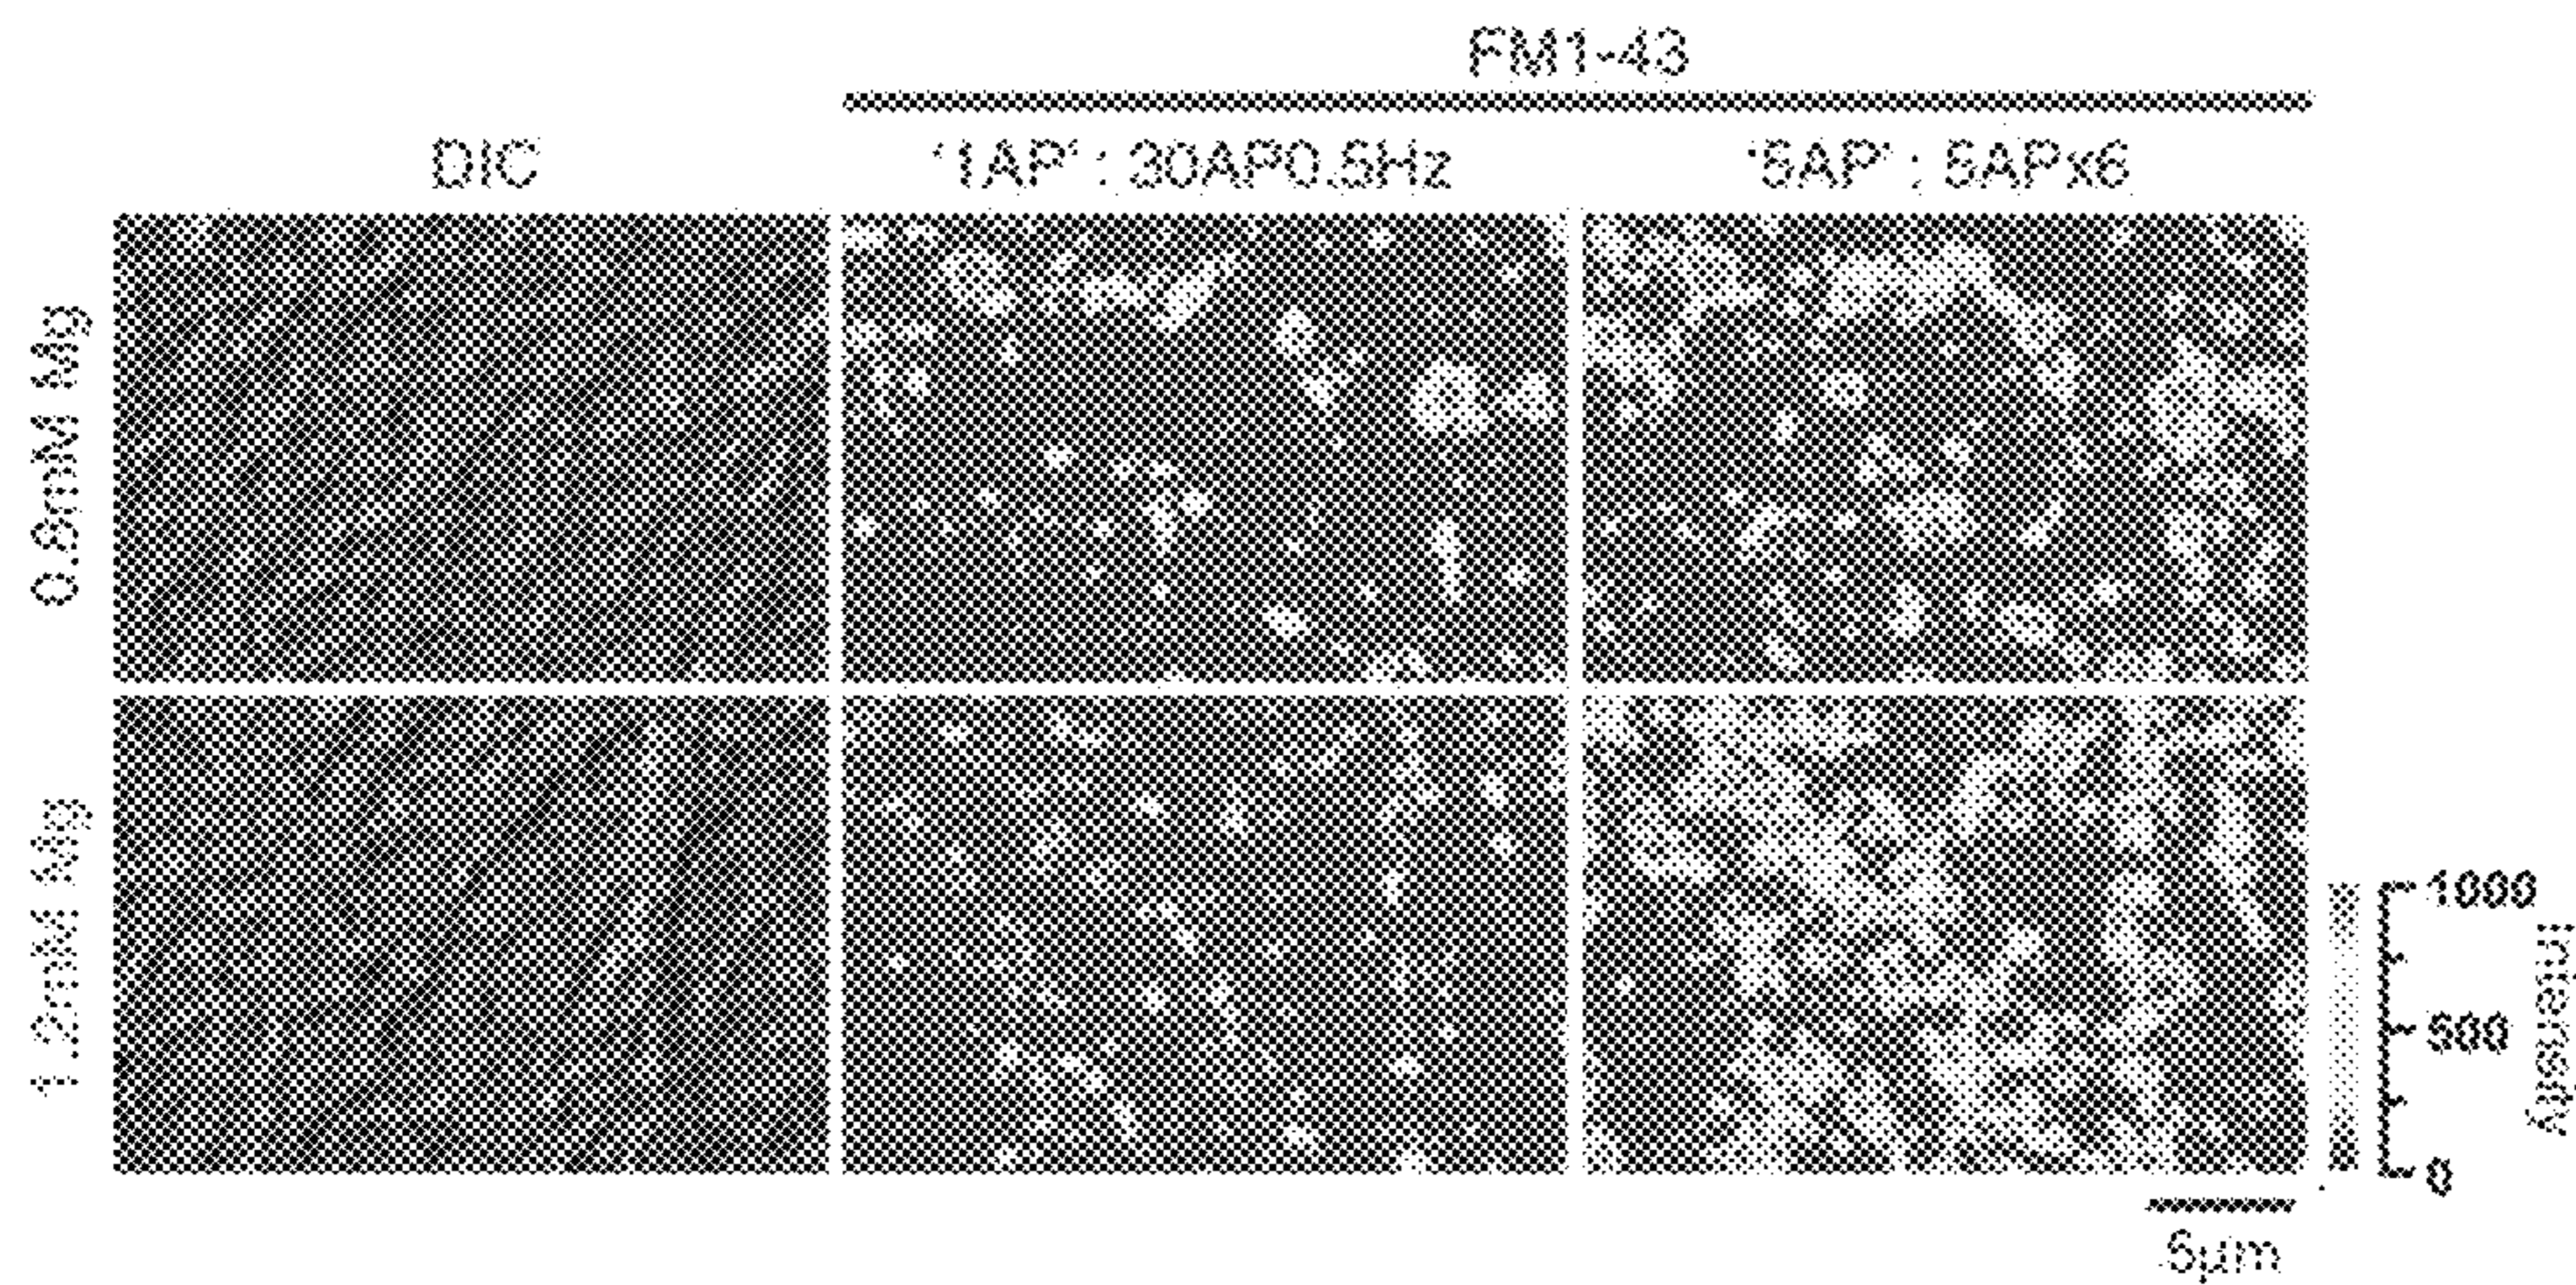 FM1-43
DIC
'1AP' : 30AP0.5Hz
'5AP' : 5APx6
0.8mM Mg
1.2mM Mg
1000
500
0
Intensity
5μm